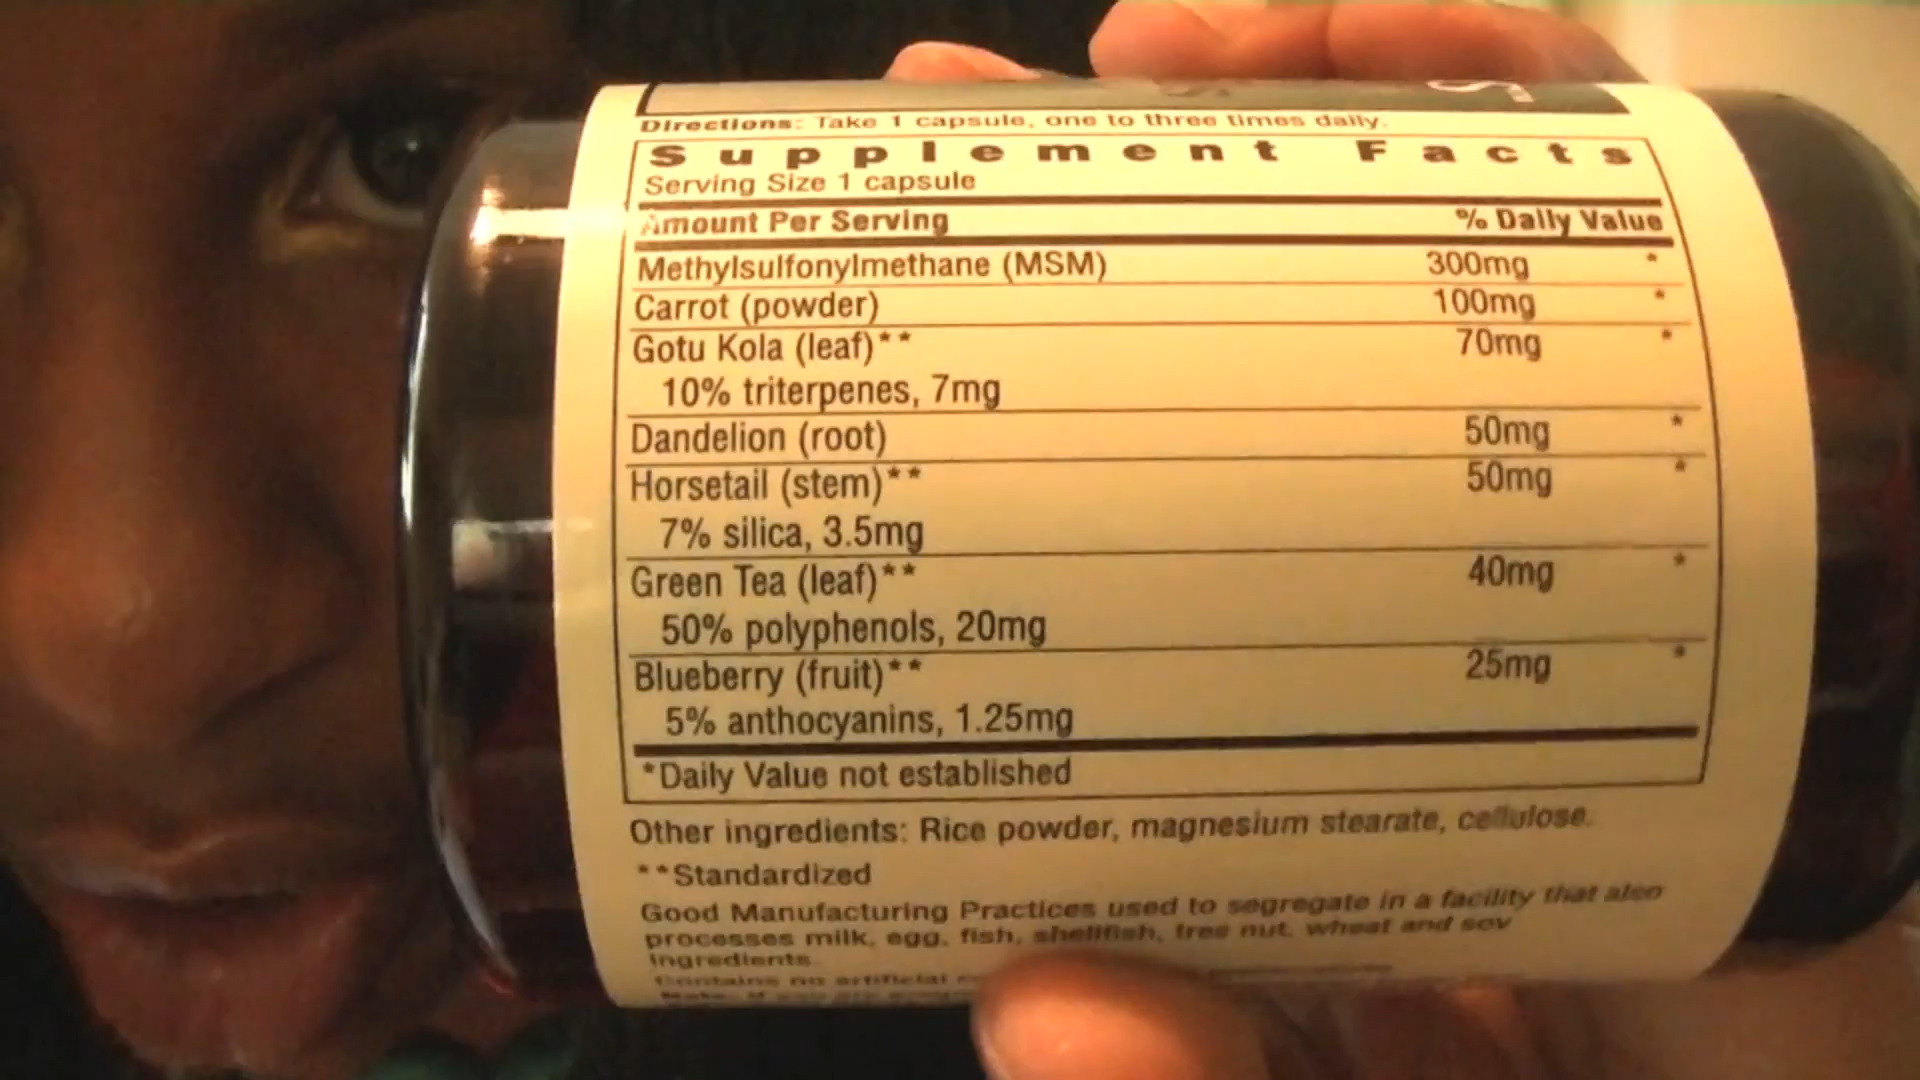 Directions: Take 1 capsule, one to three times daily.
Supplement Facts
Serving Size 1 capsule
Amount Per Serving % Daily Value
Methylsulfonylmethane (MSM) 300mg *
Carrot (powder) 100mg *
Gotu Kola (leaf)** 70mg *
10% triterpenes, 7mg
Dandelion (root) 50mg *
Horsetail (stem)** 50mg *
7% silica, 3.5mg
Green Tea (leaf)** 40mg *
50% polyphenols, 20mg
Blueberry (fruit)** 25mg *
5% anthocyanins, 1.25mg
*Daily Value not established
Other ingredients: Rice powder, magnesium stearate, cellulose.
**Standardized
Good Manufacturing Practices used to segregate in a facility that also
processes milk, egg, fish, shellfish, tree nut, wheat and soy
ingredients.
Contains no artificial